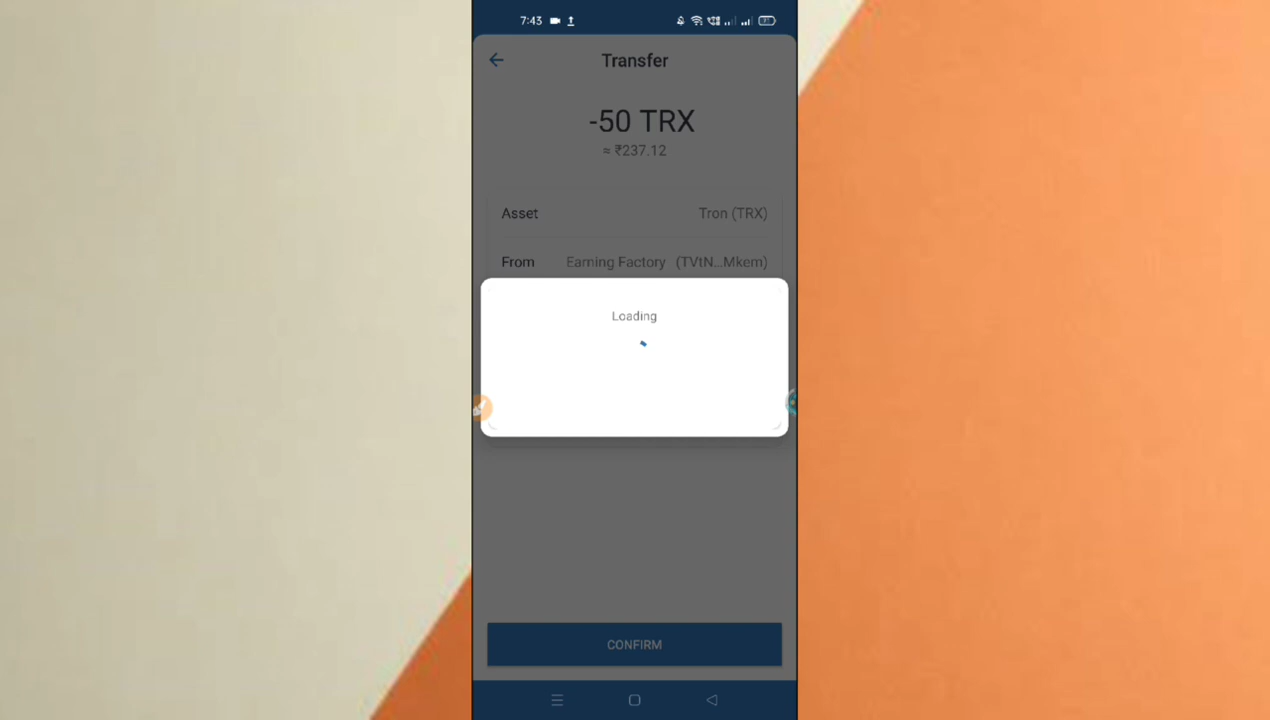 7:43
Transfer
-50 TRX
≈ ₹237.12
Asset Tron (TRX)
From Earning Factory (TVtN...Mkem)
Loading
CONFIRM